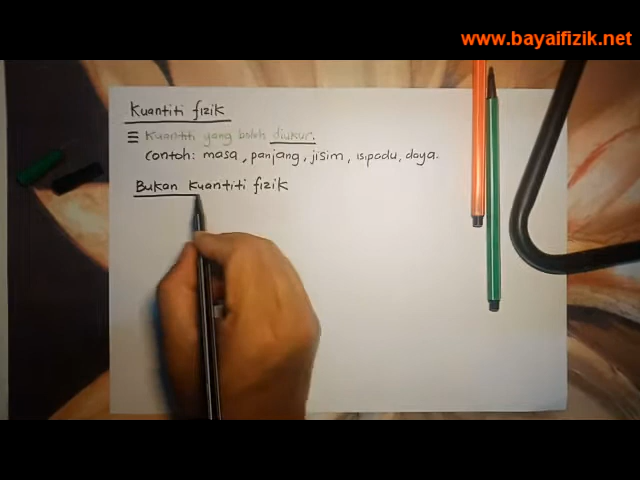 www.bayaifizik.net
Kuantiti fizik
≡ Kuantiti yang boleh diukur.
Contoh: masa, panjang, jisim, isipadu, daya.
Bukan Kuantiti fizik